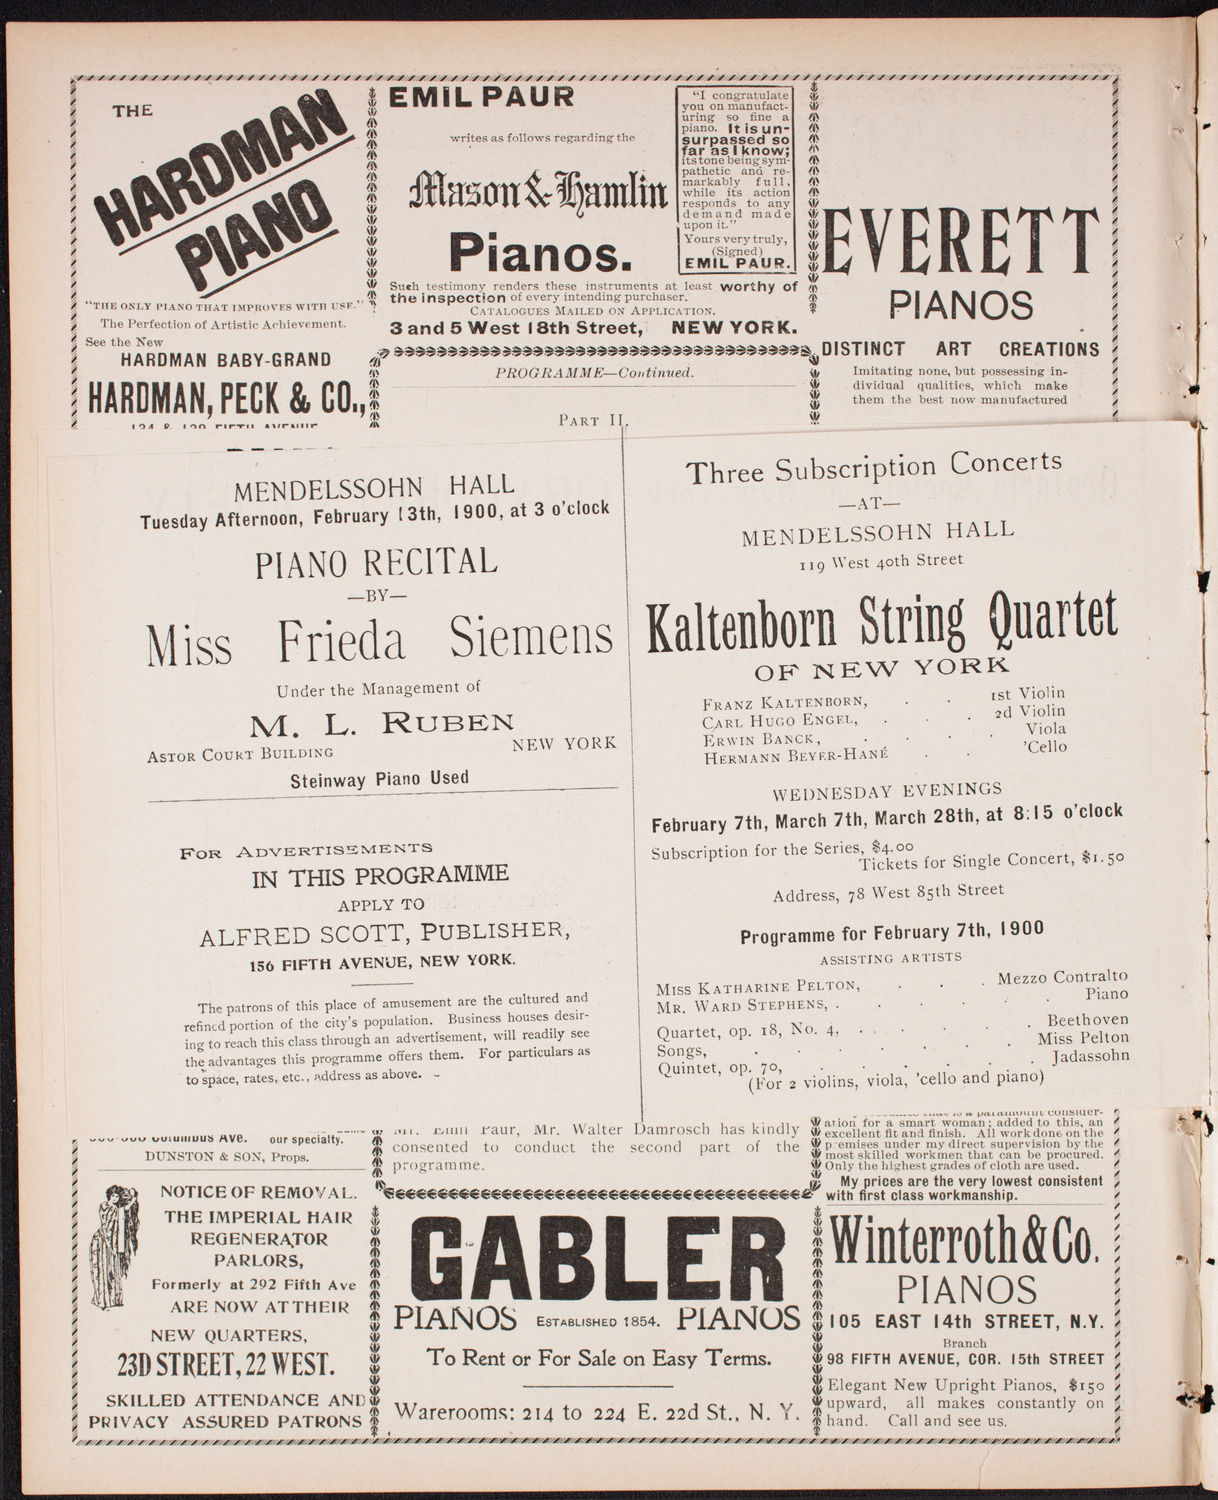 THE
HARDMAN
PIANO
"THE ONLY PIANO THAT IMPROVES WITH USE."
The Perfection of Artistic Achievement.
See the New
HARDMAN BABY-GRAND
HARDMAN, PECK & CO.,
EMIL PAUR
writes as follows regarding the
Mason & Hamlin
Pianos.
"I congratulate
you on manufact-
uring so fine a
piano. It is un-
surpassed so
far as I know;
its tone being sym-
pathetic and re-
markably full,
while its action
responds to any
demand made
upon it."
Yours very truly,
(Signed)
EMIL PAUR.
Such testimony renders these instruments at least worthy of
the inspection of every intending purchaser.
CATALOGUES MAILED ON APPLICATION.
3 and 5 West 18th Street, NEW YORK.
EVERETT
PIANOS
DISTINCT ART CREATIONS
Imitating none, but possessing in-
dividual qualities, which make
them the best now manufactured
PROGRAMME—Continued.
PART II.
MENDELSSOHN HALL
Tuesday Afternoon, February 13th, 1900, at 3 o'clock
PIANO RECITAL
—BY—
Miss Frieda Siemens
Under the Management of
M. L. RUBEN
ASTOR COURT BUILDING NEW YORK
Steinway Piano Used
FOR ADVERTISEMENTS
IN THIS PROGRAMME
APPLY TO
ALFRED SCOTT, PUBLISHER,
156 FIFTH AVENUE, NEW YORK.
The patrons of this place of amusement are the cultured and
refined portion of the city's population. Business houses desir-
ing to reach this class through an advertisement, will readily see
the advantages this programme offers them. For particulars as
to space, rates, etc., address as above.
Three Subscription Concerts
—AT—
MENDELSSOHN HALL
119 West 40th Street
Kaltenborn String Quartet
OF NEW YORK
FRANZ KALTENBORN, . . 1st Violin
CARL HUGO ENGEL, . . . 2d Violin
ERWIN BANCK, . . . . Viola
HERMANN BEYER-HANÉ . . 'Cello
WEDNESDAY EVENINGS
February 7th, March 7th, March 28th, at 8:15 o'clock
Subscription for the Series, $4.00
Tickets for Single Concert, $1.50
Address, 78 West 85th Street
Programme for February 7th, 1900
ASSISTING ARTISTS
MISS KATHARINE PELTON, . . . Mezzo Contralto
MR. WARD STEPHENS, . . . . . . Piano
Quartet, op. 18, No. 4, . . . . . . Beethoven
Songs, . . . . . . . Miss Pelton
Quintet, op. 70, . . . . . . . Jadassohn
(For 2 violins, viola, 'cello and piano)
Columbus Ave. our specialty.
DUNSTON & SON, Props.
Mr. Emil Paur, Mr. Walter Damrosch has kindly
consented to conduct the second part of the
programme.
is a paramount consider-
ation for a smart woman; added to this, an
excellent fit and finish. All work done on the
premises under my direct supervision by the
most skilled workmen that can be procured.
Only the highest grades of cloth are used.
My prices are the very lowest consistent
with first class workmanship.
NOTICE OF REMOVAL.
THE IMPERIAL HAIR
REGENERATOR
PARLORS,
Formerly at 292 Fifth Ave
ARE NOW AT THEIR
NEW QUARTERS,
23D STREET, 22 WEST.
SKILLED ATTENDANCE AND
PRIVACY ASSURED PATRONS
GABLER
PIANOS ESTABLISHED 1854. PIANOS
To Rent or For Sale on Easy Terms.
Warerooms: 214 to 224 E. 22d St., N. Y.
Winterroth & Co.
PIANOS
105 EAST 14th STREET, N.Y.
Branch
98 FIFTH AVENUE, COR. 15th STREET
Elegant New Upright Pianos, $150
upward, all makes constantly on
hand. Call and see us.